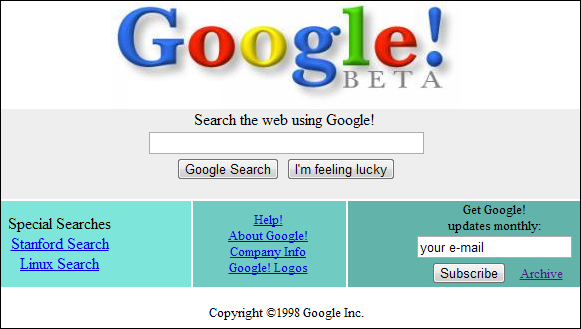 Google!
BETA
Search the web using Google!
Google Search I'm feeling lucky
Special Searches
Stanford Search
Linux Search
Help!
About Google!
Company Info
Google! Logos
Get Google!
updates monthly:
your e-mail
Subscribe Archive
Copyright ©1998 Google Inc.